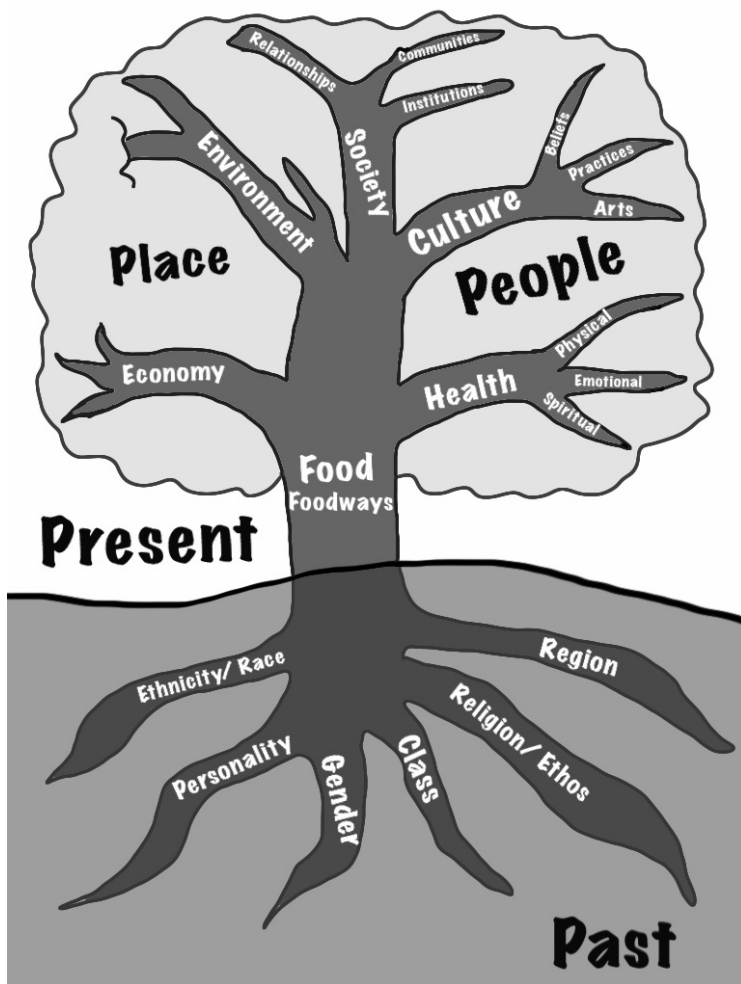 Relationships
Communities
Institutions
Society
Environment
Beliefs
Practices
Arts
Culture
Place
People
Economy
Physical
Emotional
Spiritual
Health
Food
Foodways
Present
Ethnicity/ Race
Region
Personality
Gender
Class
Religion/ Ethos
Past